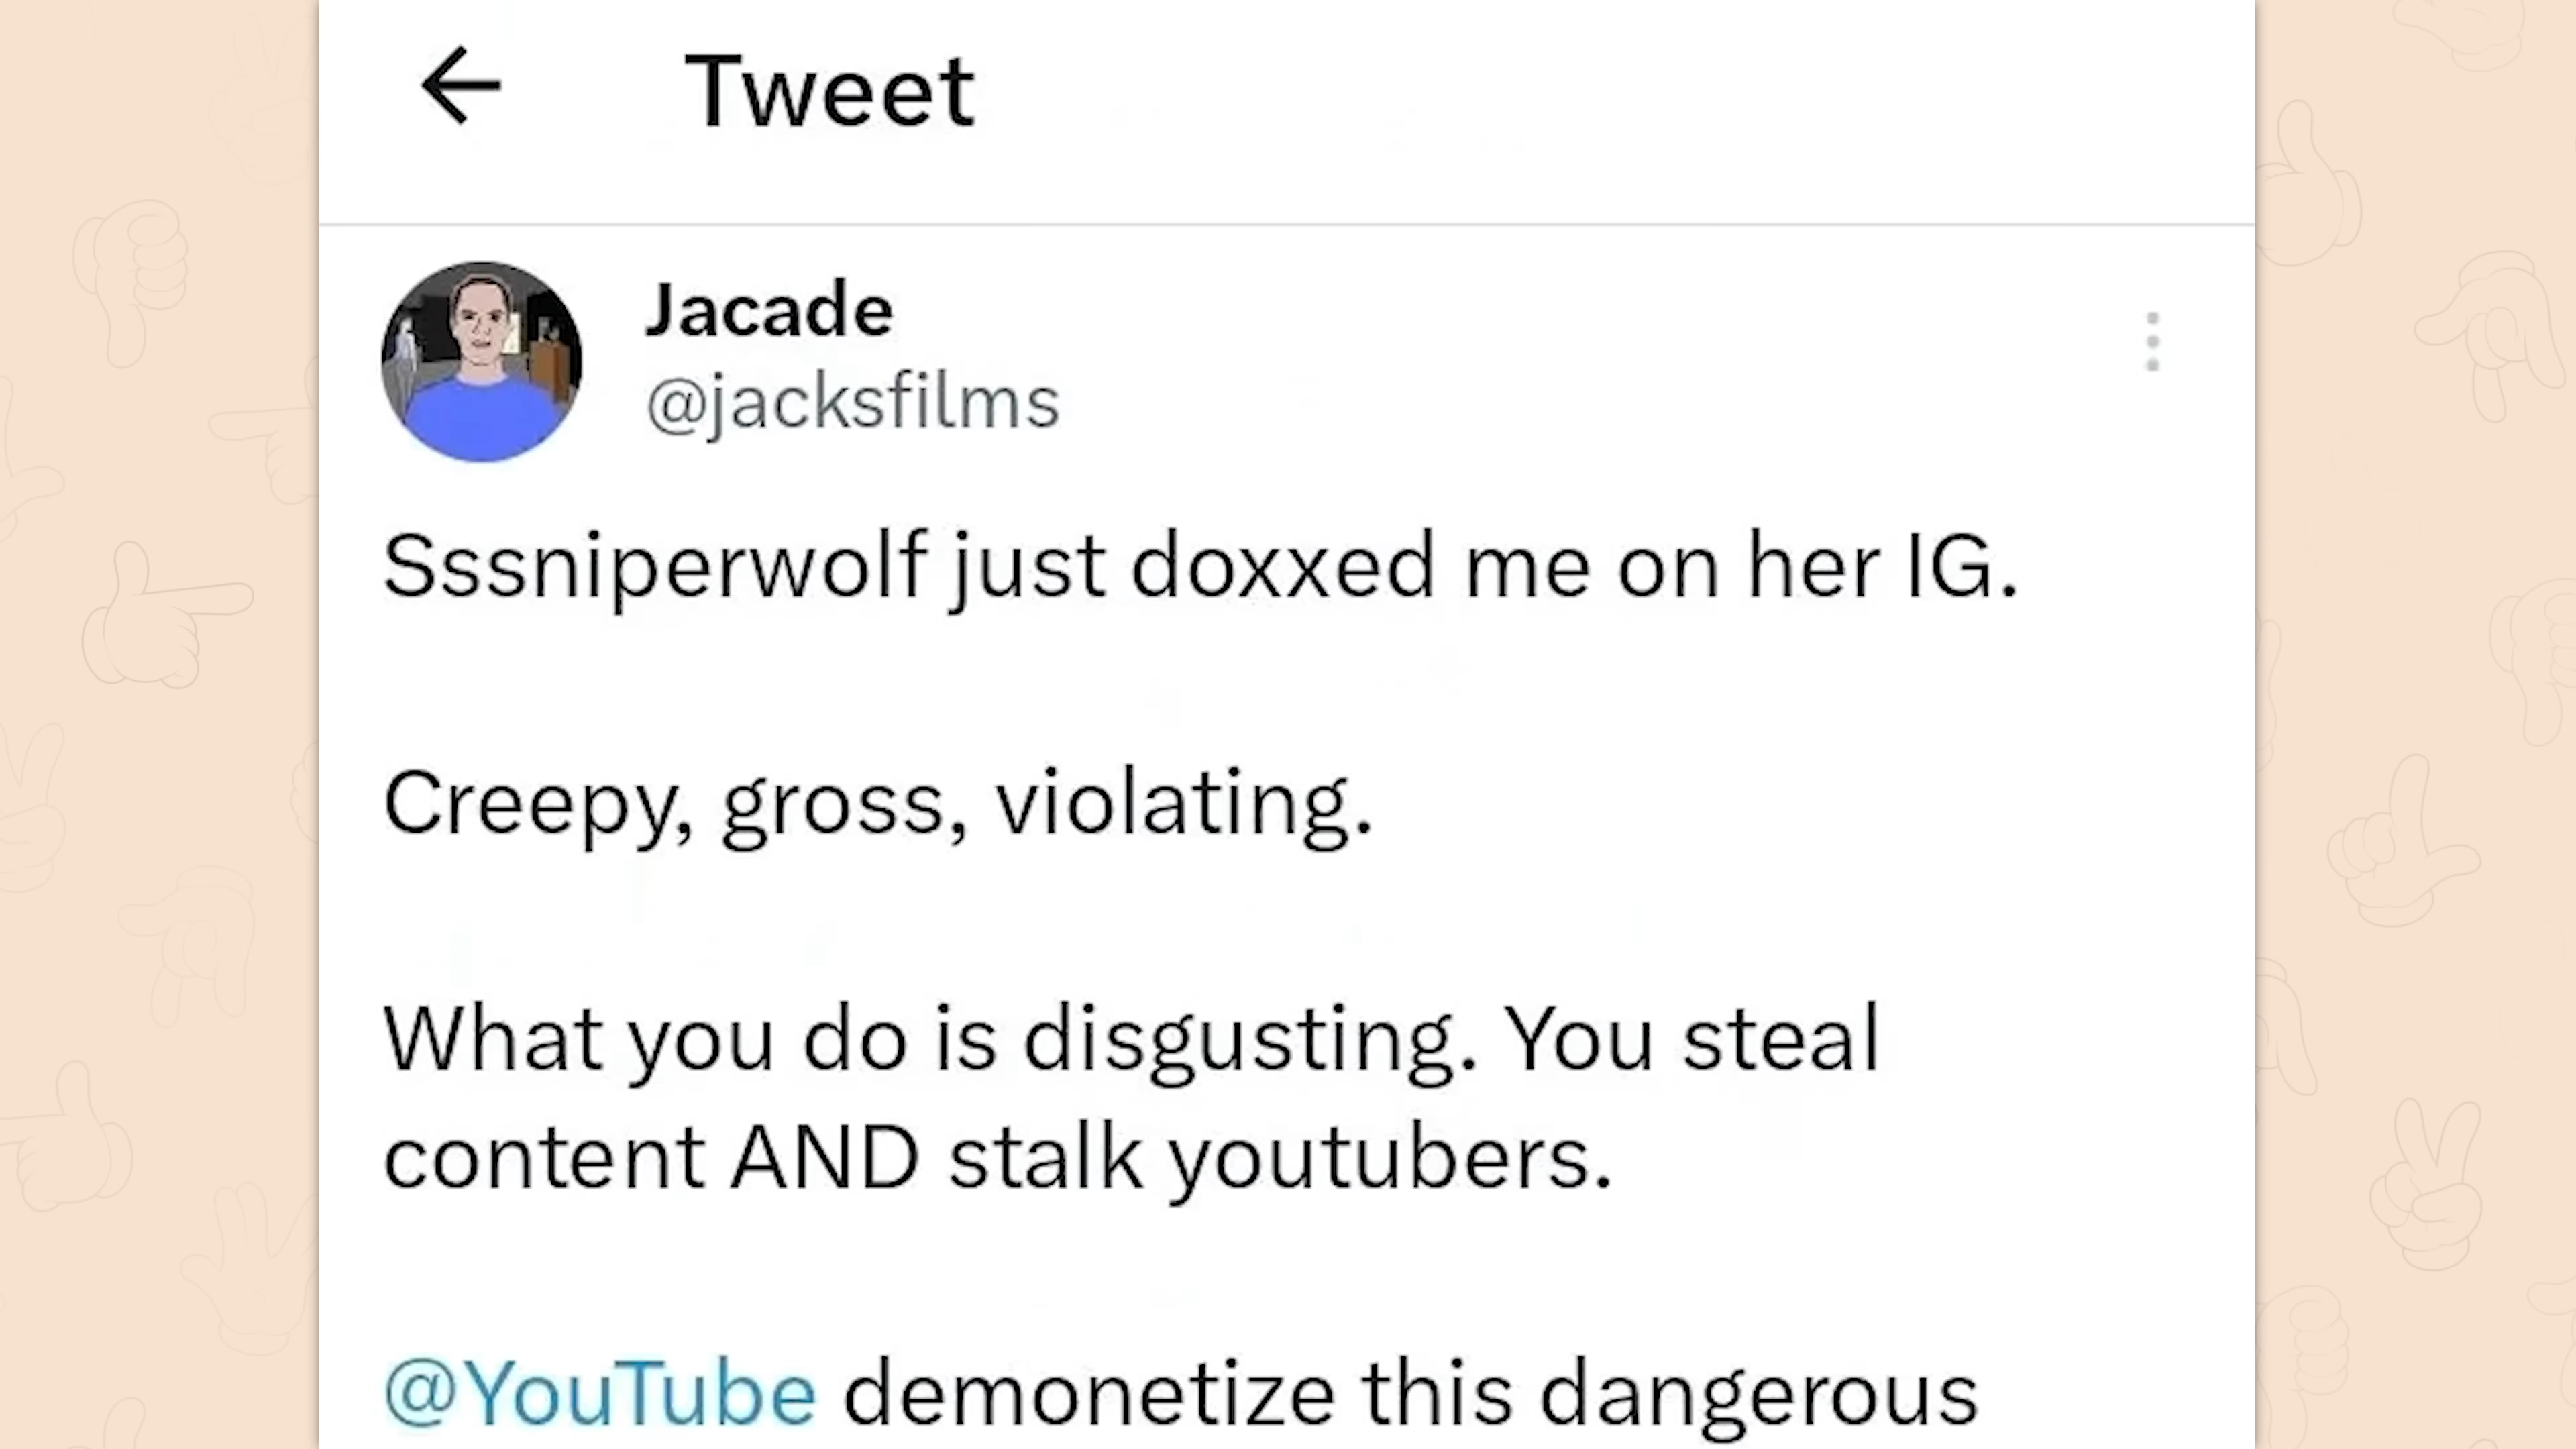 Tweet
Jacade
@jacksfilms
Sssniperwolf just doxxed me on her IG.
Creepy, gross, violating.
What you do is disgusting. You steal
content AND stalk youtubers.
@YouTube demonetize this dangerous